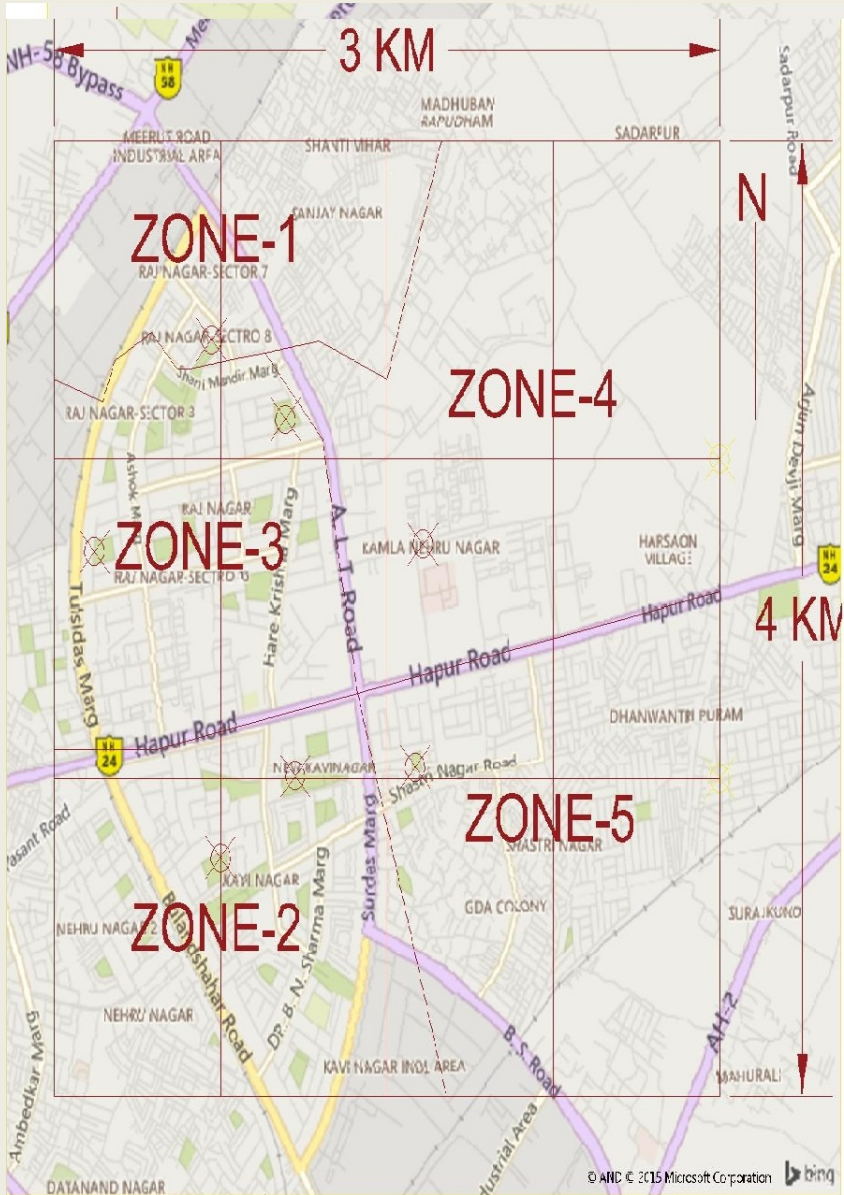 3 KM
NH-58 Bypass
NH
58
MADHUBAN
BAPUDHAM
SADARPUR
Sadarpur Road
MEERUS ROAD
INDUSTRIAL AREA
SHANTI VIHAR
N
SANJAY NAGAR
ZONE-1
RAJ NAGAR-SECTOR 7
RAJ NAGAR-SECTRO 8
Shani Mandir Marg
ZONE-4
RAJ NAGAR-SECTOR 3
Arjun Devji Marg
Ashok M
RAJ NAGAR
Hare Krishna Marg
A. L. T. Road
ZONE-3
KAMLA NEHRU NAGAR
HARSAON
VILLAGE
NH
24
RAJ NAGAR-SECTRO 13
Tulsidas Marg
Hapur Road
4 KM
Hapur Road
Hapur Road
DHANWANTRI PURAM
NH
24
NEW KAVINAGAR
Shastri Nagar Road
Vasant Road
ZONE-5
SHASTRI NAGAR
KAVI NAGAR
Surdas Marg
GDA COLONY
SURAJKUND
NEHRU NAGAR 2
ZONE-2
Bulandshahar Road
DR. B. N. Sharma Marg
NEHRU NAGAR
AH-2
B. S. Road
KAVI NAGAR INDL AREA
MAHURALI
Ambedkar Marg
dustrial Area
DAYANAND NAGAR
© AND © 2015 Microsoft Corporation
bing